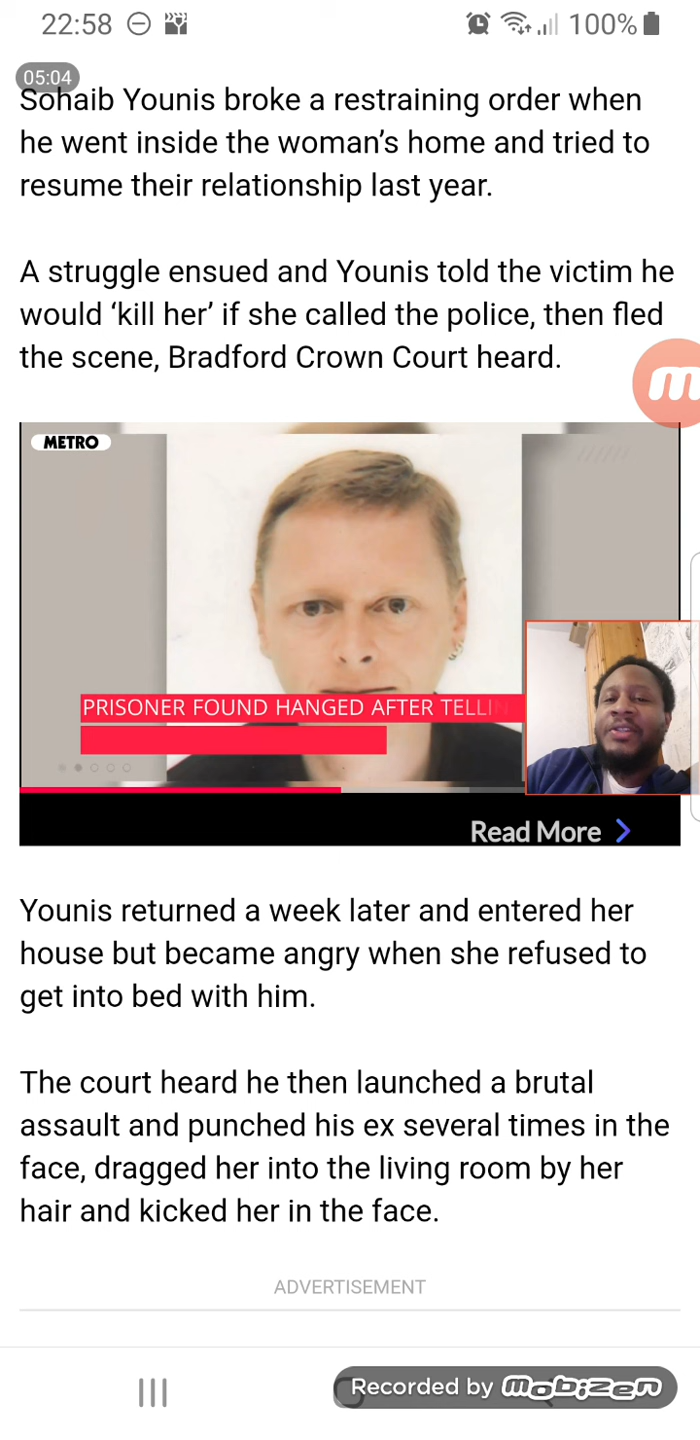 22:58
100%
05:04
Sohaib Younis broke a restraining order when
he went inside the woman’s home and tried to
resume their relationship last year.
A struggle ensued and Younis told the victim he
would ‘kill her’ if she called the police, then fled
the scene, Bradford Crown Court heard.
m
METRO
PRISONER FOUND HANGED AFTER TELLIN
Read More
Younis returned a week later and entered her
house but became angry when she refused to
get into bed with him.
The court heard he then launched a brutal
assault and punched his ex several times in the
face, dragged her into the living room by her
hair and kicked her in the face.
ADVERTISEMENT
Recorded by mobizen